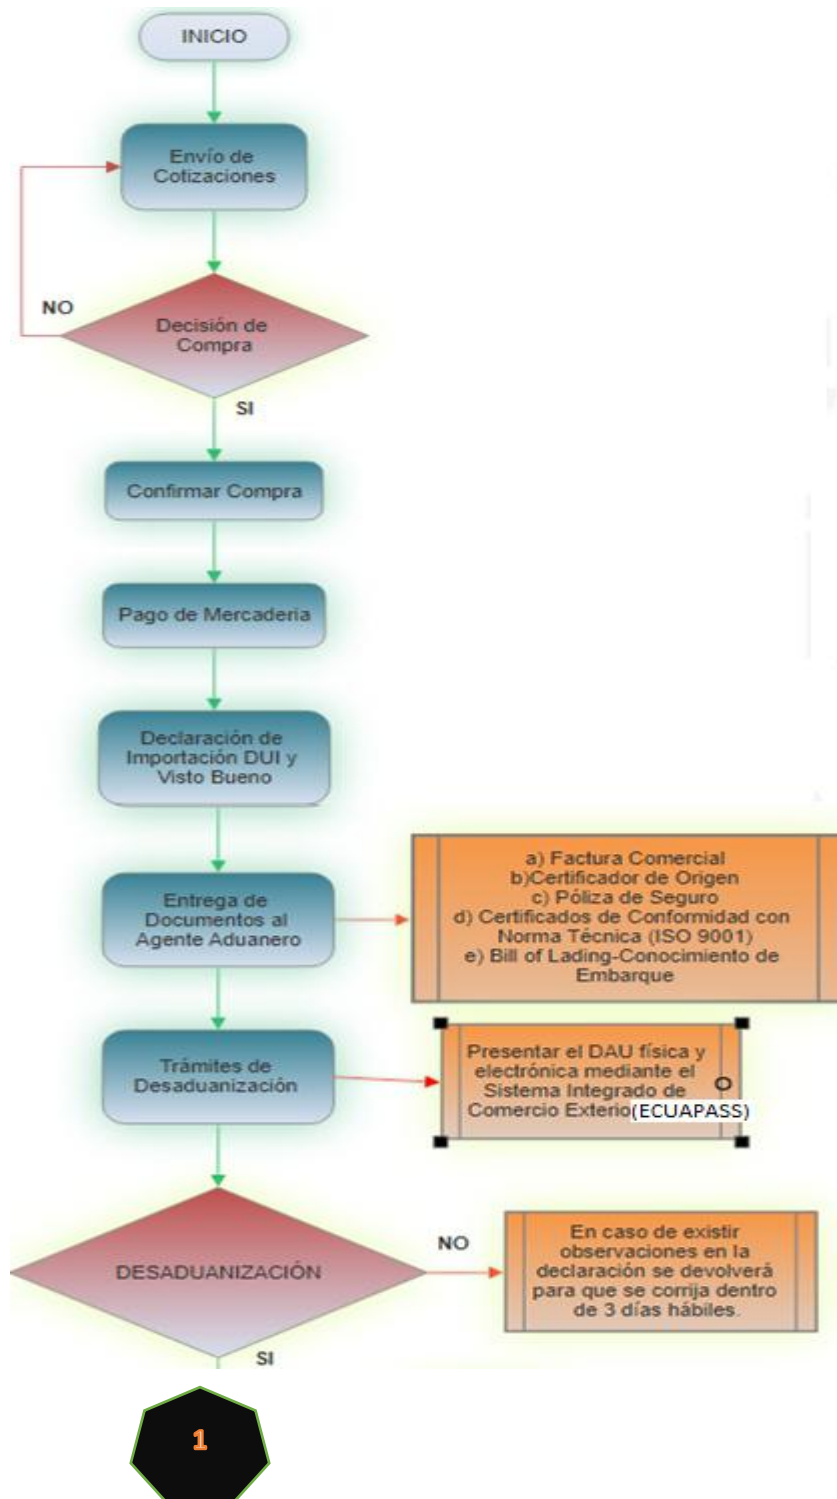 INICIO
Envío de
Cotizaciones
NO
Decisión de
Compra
SI
Confirmar Compra
Pago de Mercaderia
Declaración de
Importación DUI y
Visto Bueno
Entrega de
Documentos al
Agente Aduanero
a) Factura Comercial
b)Certificador de Origen
c) Póliza de Seguro
d) Certificados de Conformidad con
Norma Técnica (ISO 9001)
e) Bill of Lading-Conocimiento de
Embarque
Trámites de
Desaduanización
Presentar el DAU física y
electrónica mediante el
Sistema Integrado de
Comercio Exterio(ECUAPASS)
DESADUANIZACIÓN
NO
En caso de existir
observaciones en la
declaración se devolverá
para que se corrija dentro
de 3 días hábiles.
SI
1